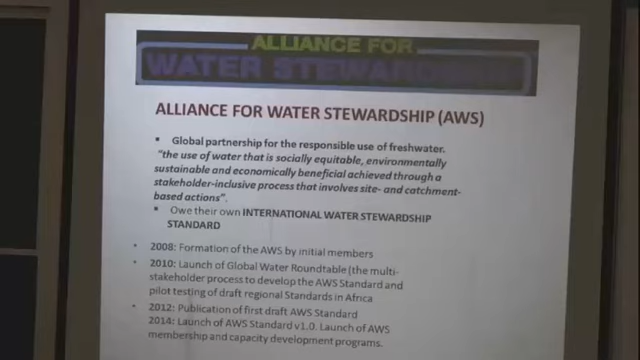 ALLIANCE FOR
WATER STEWARDSHIP
ALLIANCE FOR WATER STEWARDSHIP (AWS)
▪ Global partnership for the responsible use of freshwater.
"the use of water that is socially equitable, environmentally
sustainable and economically beneficial achieved through a
stakeholder-inclusive process that involves site- and catchment-
based actions".
▪ Owe their own INTERNATIONAL WATER STEWARDSHIP
STANDARD
• 2008: Formation of the AWS by initial members
• 2010: Launch of Global Water Roundtable (the multi-
stakeholder process to develop the AWS Standard and
pilot testing of draft regional Standards in Africa
• 2012: Publication of first draft AWS Standard
2014: Launch of AWS Standard v1.0. Launch of AWS
membership and capacity development programs.